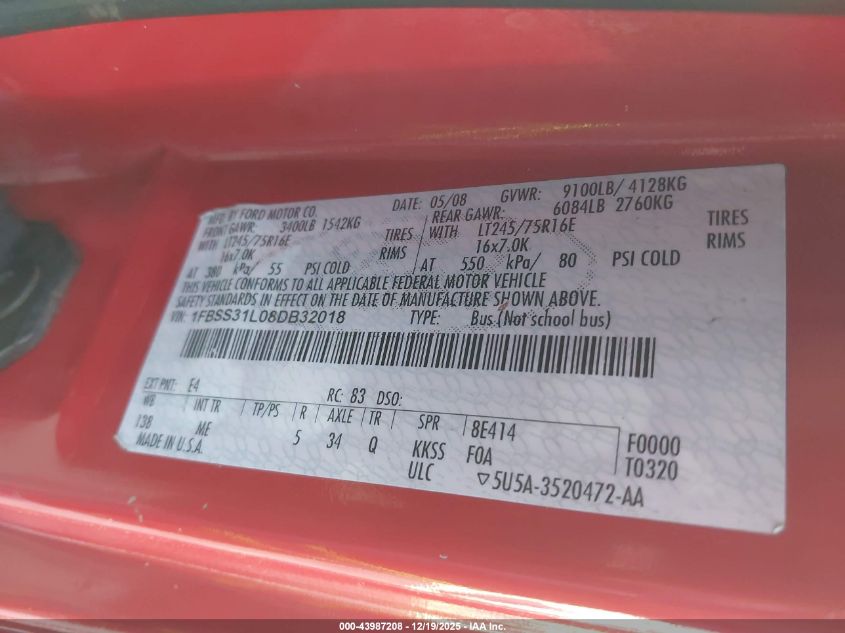 MFD. BY FORD MOTOR CO. DATE: 05/08 GVWR: 9100LB/ 4128KG
FRONT GAWR: 3400LB 1542KG REAR GAWR: 6084LB 2760KG
WITH LT245/75R16E TIRES WITH LT245/75R16E TIRES
16x7.0K RIMS 16x7.0K RIMS
AT 380 kPa/ 55 PSI COLD AT 550 kPa/ 80 PSI COLD
THIS VEHICLE CONFORMS TO ALL APPLICABLE FEDERAL MOTOR VEHICLE
SAFETY STANDARDS IN EFFECT ON THE DATE OF MANUFACTURE SHOWN ABOVE.
VIN: 1FBSS31L08DB32018 TYPE: Bus (Not school bus)
EXT PNT: E4 RC: 83 DSO:
WB INT TR TP/PS R AXLE TR SPR 8E414 F0000
138 ME 5 34 Q KKSS F0A T0320
MADE IN U.S.A. ULC ▽5U5A-3520472-AA
000-43987208 - 12/19/2025 - IAA Inc.